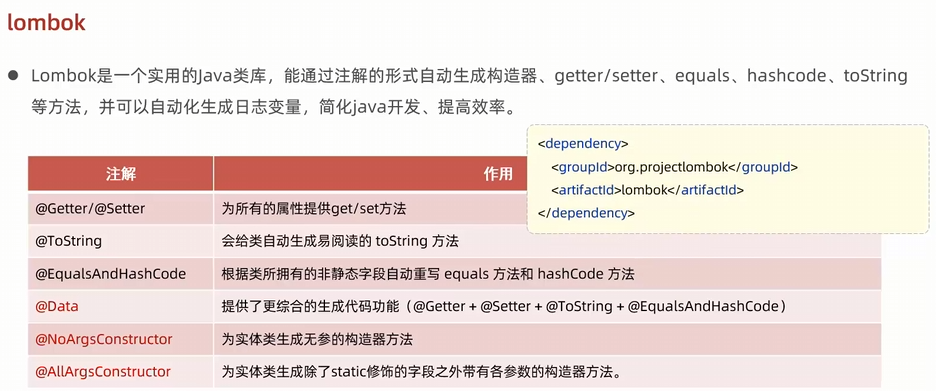 lombok
● Lombok是一个实用的Java类库，能通过注解的形式自动生成构造器、getter/setter、equals、hashcode、toString
等方法，并可以自动化生成日志变量，简化java开发、提高效率。
<dependency>
<groupId>org.projectlombok</groupId>
<artifactId>lombok</artifactId>
</dependency>
注解 作用
@Getter/@Setter 为所有的属性提供get/set方法
@ToString 会给类自动生成易阅读的 toString 方法
@EqualsAndHashCode 根据类所拥有的非静态字段自动重写 equals 方法和 hashCode 方法
@Data 提供了更综合的生成代码功能（@Getter + @Setter + @ToString + @EqualsAndHashCode）
@NoArgsConstructor 为实体类生成无参的构造器方法
@AllArgsConstructor 为实体类生成除了static修饰的字段之外带有各参数的构造器方法。